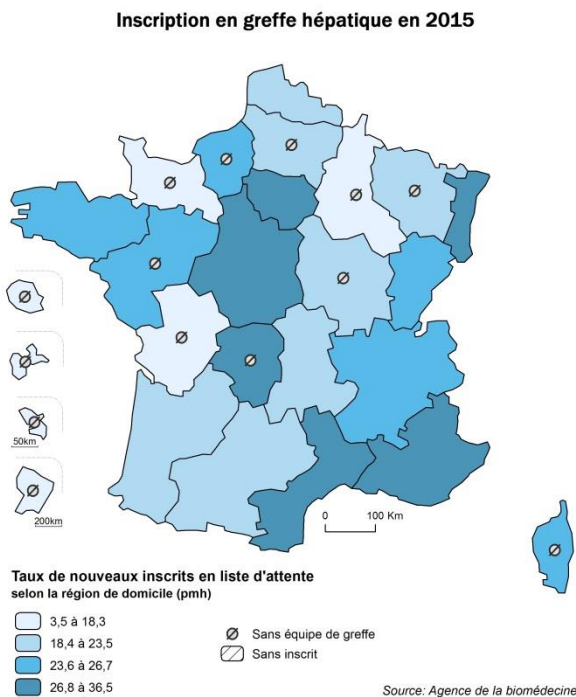 Inscription en greffe hépatique en 2015
50km
200km
0 100 Km
Taux de nouveaux inscrits en liste d'attente
selon la région de domicile (pmh)
3,5 à 18,3
18,4 à 23,5
23,6 à 26,7
26,8 à 36,5
Sans équipe de greffe
Sans inscrit
Source: Agence de la biomédecine